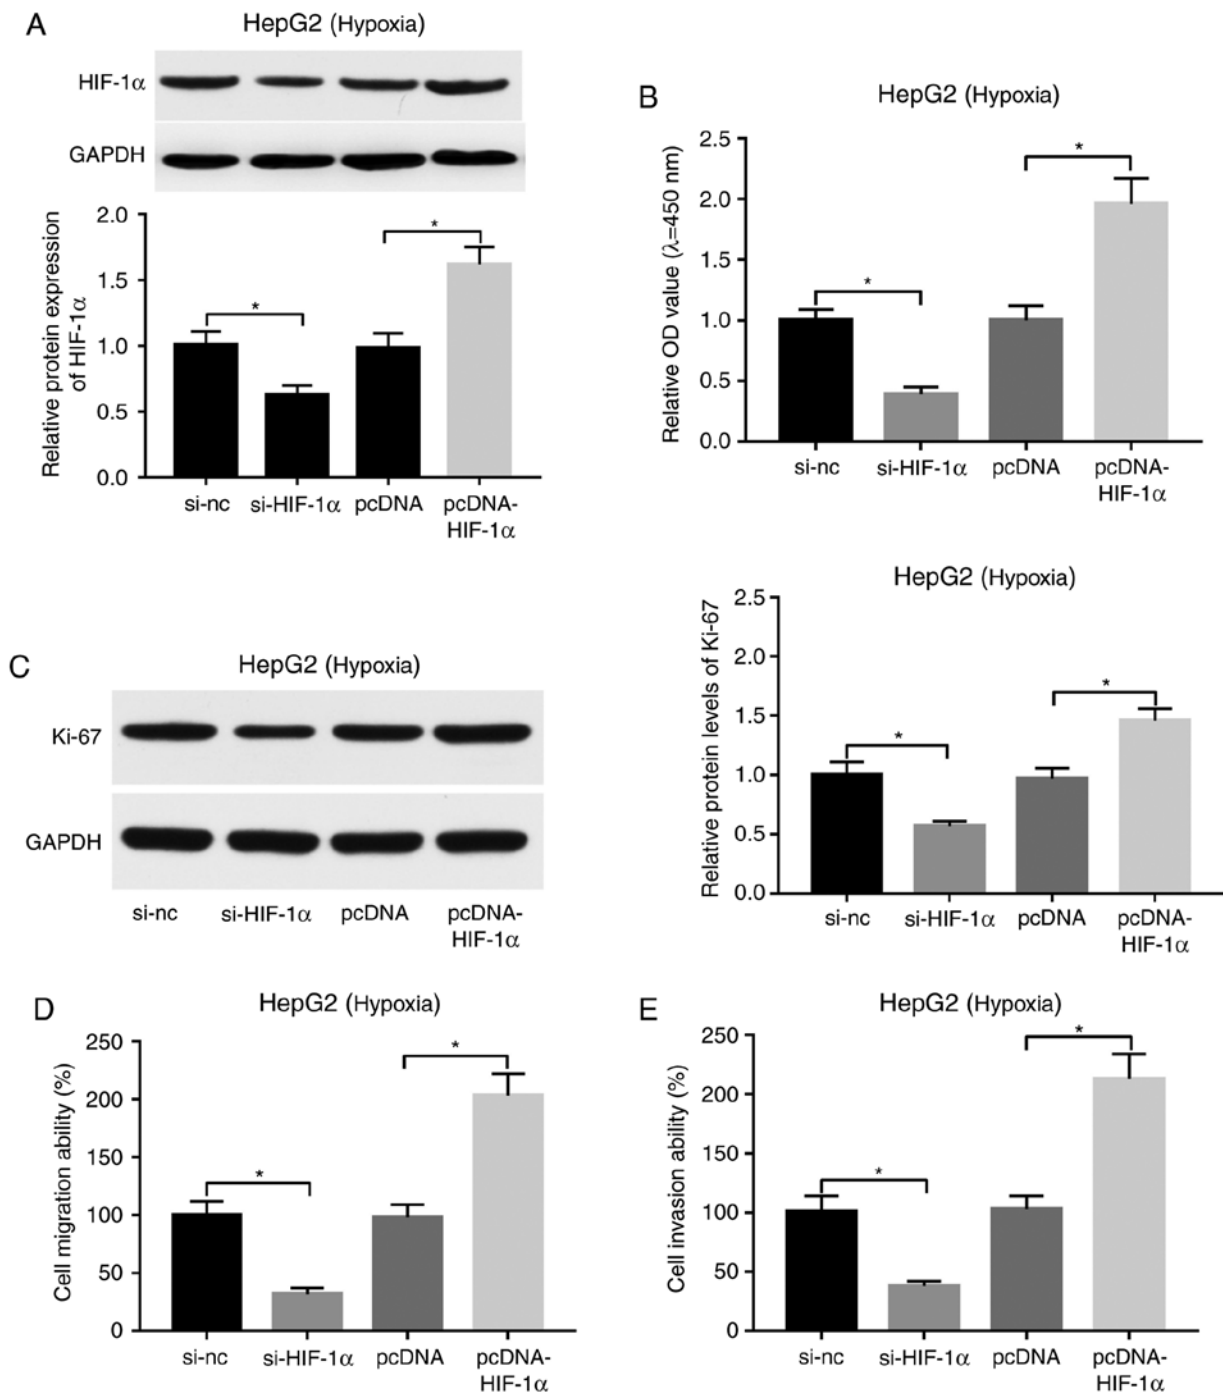 A
HepG2 (Hypoxia)
HIF-1α
GAPDH
Relative protein expression
of HIF-1α
2.0
1.5
1.0
0.5
0.0
*
*
si-nc si-HIF-1α pcDNA pcDNA-
HIF-1α
B
HepG2 (Hypoxia)
Relative OD value (λ=450 nm)
2.5
2.0
1.5
1.0
0.5
0.0
*
*
si-nc si-HIF-1α pcDNA pcDNA-
HIF-1α
C
HepG2 (Hypoxia)
Ki-67
GAPDH
si-nc si-HIF-1α pcDNA pcDNA-
HIF-1α
HepG2 (Hypoxia)
Relative protein levels of Ki-67
2.5
2.0
1.5
1.0
0.5
0.0
*
*
si-nc si-HIF-1α pcDNA pcDNA-
HIF-1α
D
HepG2 (Hypoxia)
Cell migration ability (%)
250
200
150
100
50
0
*
*
si-nc si-HIF-1α pcDNA pcDNA-
HIF-1α
E
HepG2 (Hypoxia)
Cell invasion ability (%)
250
200
150
100
50
0
*
*
si-nc si-HIF-1α pcDNA pcDNA-
HIF-1α